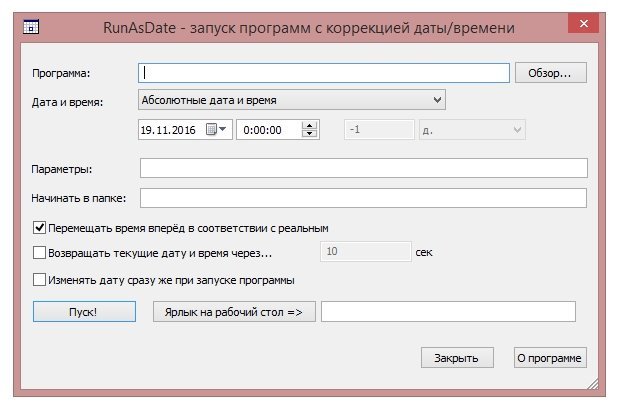 RunAsDate - запуск программ с коррекцией даты/времени
Программа:
Обзор...
Дата и время: Абсолютные дата и время
19.11.2016 0:00:00 -1 д.
Параметры:
Начинать в папке:
Перемещать время вперёд в соответствии с реальным
Возвращать текущие дату и время через... 10 сек
Изменять дату сразу же при запуске программы
Пуск! Ярлык на рабочий стол =>
Закрыть О программе